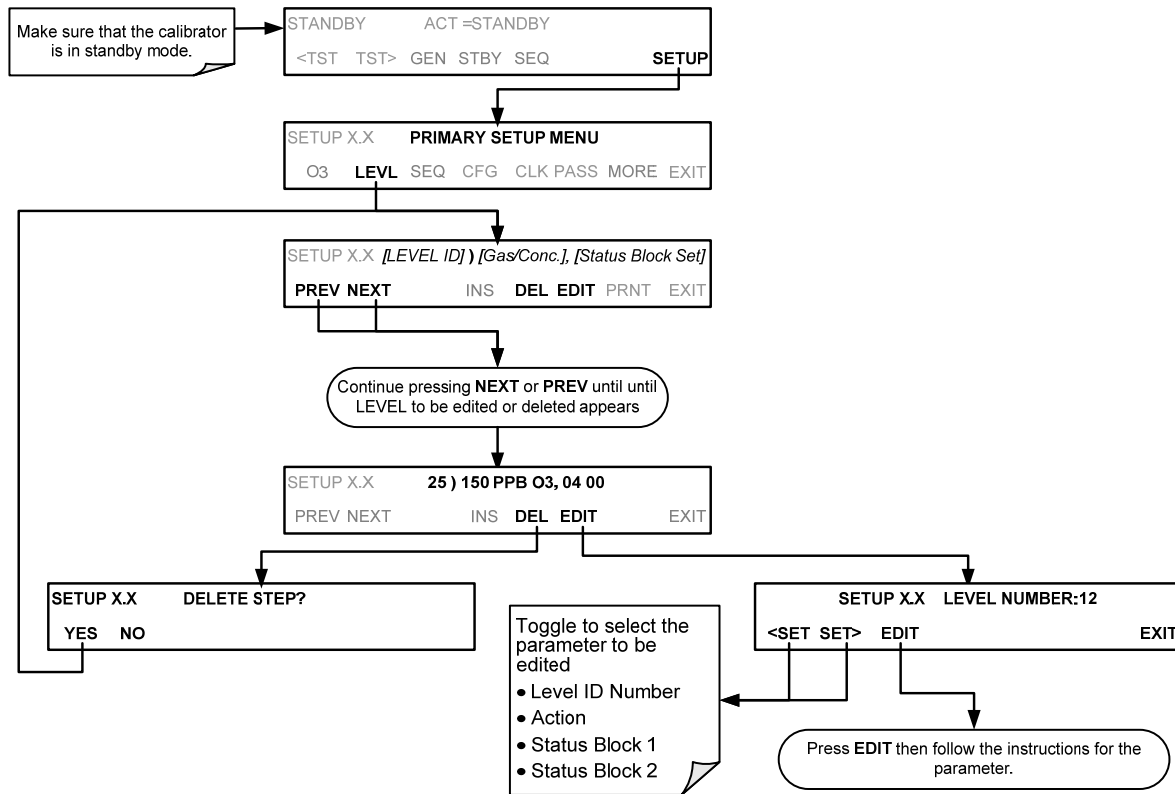 Make sure that the calibrator
is in standby mode.
STANDBY ACT =STANDBY
<TST TST> GEN STBY SEQ SETUP
SETUP X.X PRIMARY SETUP MENU
O3 LEVL SEQ CFG CLK PASS MORE EXIT
SETUP X.X [LEVEL ID] ) [Gas/Conc.], [Status Block Set]
PREV NEXT INS DEL EDIT PRNT EXIT
Continue pressing NEXT or PREV until until
LEVEL to be edited or deleted appears
SETUP X.X 25 ) 150 PPB O3, 04 00
PREV NEXT INS DEL EDIT EXIT
SETUP X.X DELETE STEP?
YES NO
Toggle to select the
parameter to be
edited
• Level ID Number
• Action
• Status Block 1
• Status Block 2
SETUP X.X LEVEL NUMBER:12
<SET SET> EDIT EXIT
Press EDIT then follow the instructions for the
parameter.